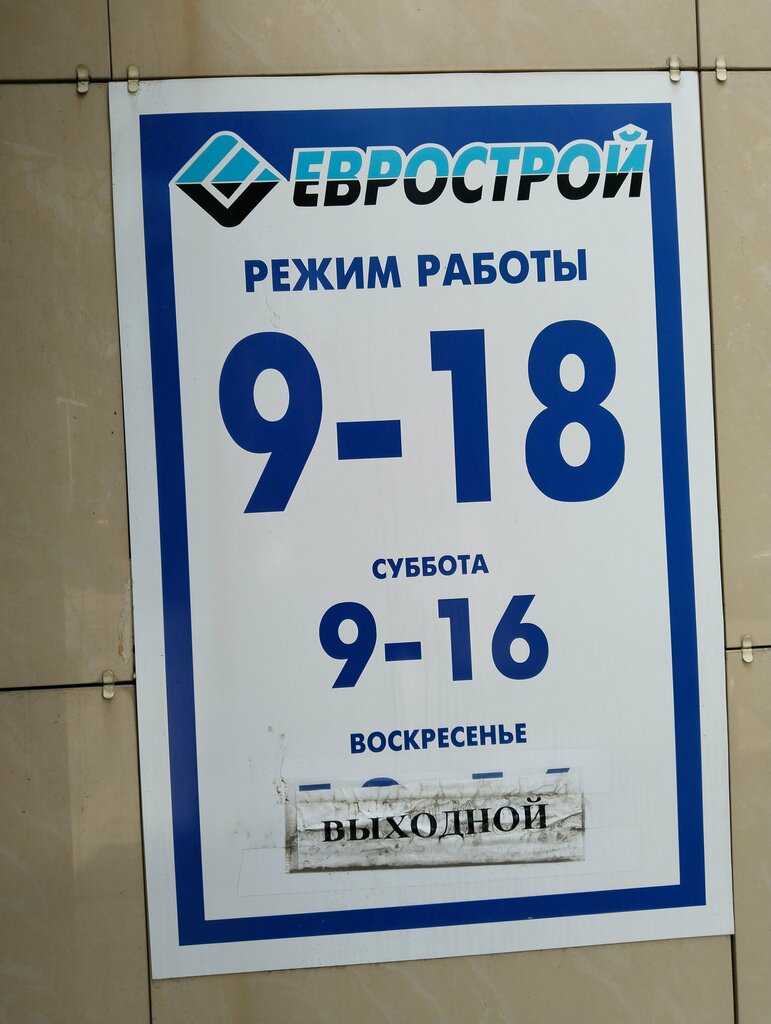 ЕВРОСТРОЙ
РЕЖИМ РАБОТЫ
9-18
СУББОТА
9-16
ВОСКРЕСЕНЬЕ
ВЫХОДНОЙ